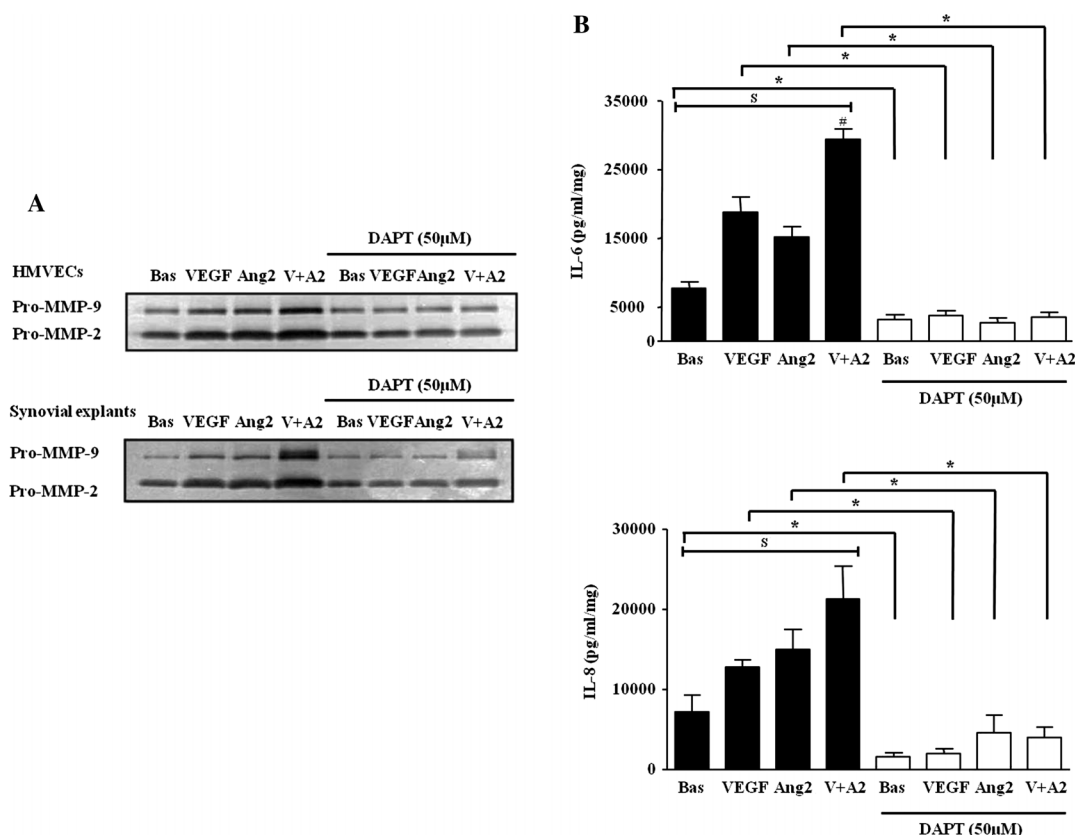 A
DAPT (50μM)
HMVECs
Bas VEGF Ang2 V+A2 Bas VEGF Ang2 V+A2
Pro-MMP-9
Pro-MMP-2
DAPT (50μM)
Synovial explants
Bas VEGF Ang2 V+A2 Bas VEGF Ang2 V+A2
Pro-MMP-9
Pro-MMP-2
B
*
*
*
*
s
#
35000
25000
15000
5000
0
IL-6 (pg/ml/mg)
Bas VEGF Ang2 V+A2 Bas VEGF Ang2 V+A2
DAPT (50μM)
*
*
*
*
s
30000
20000
10000
0
IL-8 (pg/ml/mg)
Bas VEGF Ang2 V+A2 Bas VEGF Ang2 V+A2
DAPT (50μM)